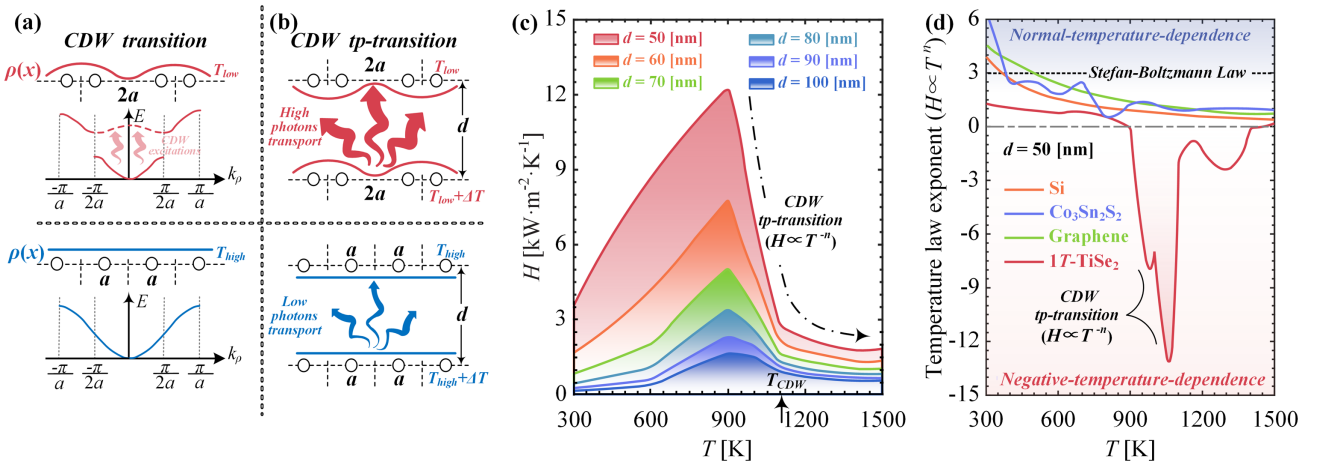 (a)
CDW transition
ρ(x)
T_low
2a
E
CDW
excitations
k_ρ
-π/a
-π/2a
π/2a
π/a
ρ(x)
T_high
a
a
E
k_ρ
-π/a
-π/2a
π/2a
π/a
(b)
CDW tp-transition
2a
T_low
High
photons
transport
d
2a
T_low+ΔT
a
a
T_high
Low
photons
transport
d
a
a
T_high+ΔT
(c)
H [kW·m⁻²·K⁻¹]
15
12
9
6
3
0
d = 50 [nm]
d = 60 [nm]
d = 70 [nm]
d = 80 [nm]
d = 90 [nm]
d = 100 [nm]
CDW
tp-transition
(H∝T⁻ⁿ)
T_CDW
300
600
900
1200
1500
T [K]
(d)
Temperature law exponent (H∝Tⁿ)
6
3
0
-3
-6
-9
-12
-15
Normal-temperature-dependence
Stefan-Boltzmann Law
d = 50 [nm]
Si
Co₃Sn₂S₂
Graphene
1T-TiSe₂
CDW
tp-transition
(H∝T⁻ⁿ)
Negative-temperature-dependence
300
600
900
1200
1500
T [K]